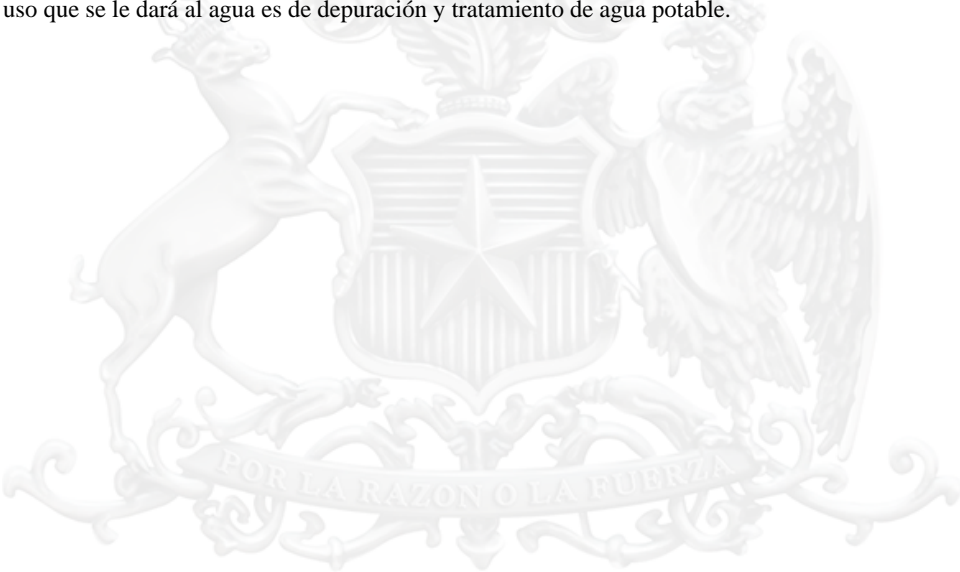 uso que se le dará al agua es de depuración y tratamiento de agua potable.
POR LA RAZON O LA FUERZA